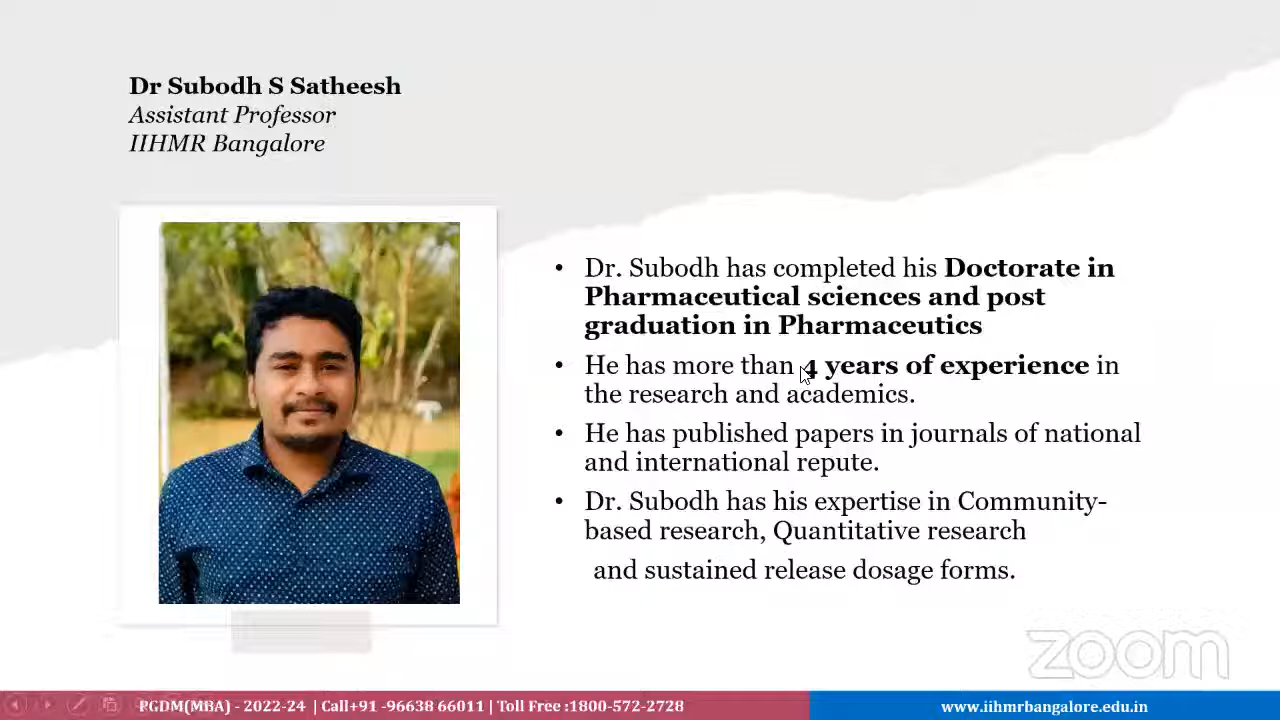 Dr Subodh S Satheesh
Assistant Professor
IIHMR Bangalore
• Dr. Subodh has completed his Doctorate in
Pharmaceutical sciences and post
graduation in Pharmaceutics
• He has more than 4 years of experience in
the research and academics.
• He has published papers in journals of national
and international repute.
• Dr. Subodh has his expertise in Community-
based research, Quantitative research
and sustained release dosage forms.
zoom
PGDM(MBA) - 2022-24 | Call+91 -96638 66011 | Toll Free :1800-572-2728
www.iihmrbangalore.edu.in